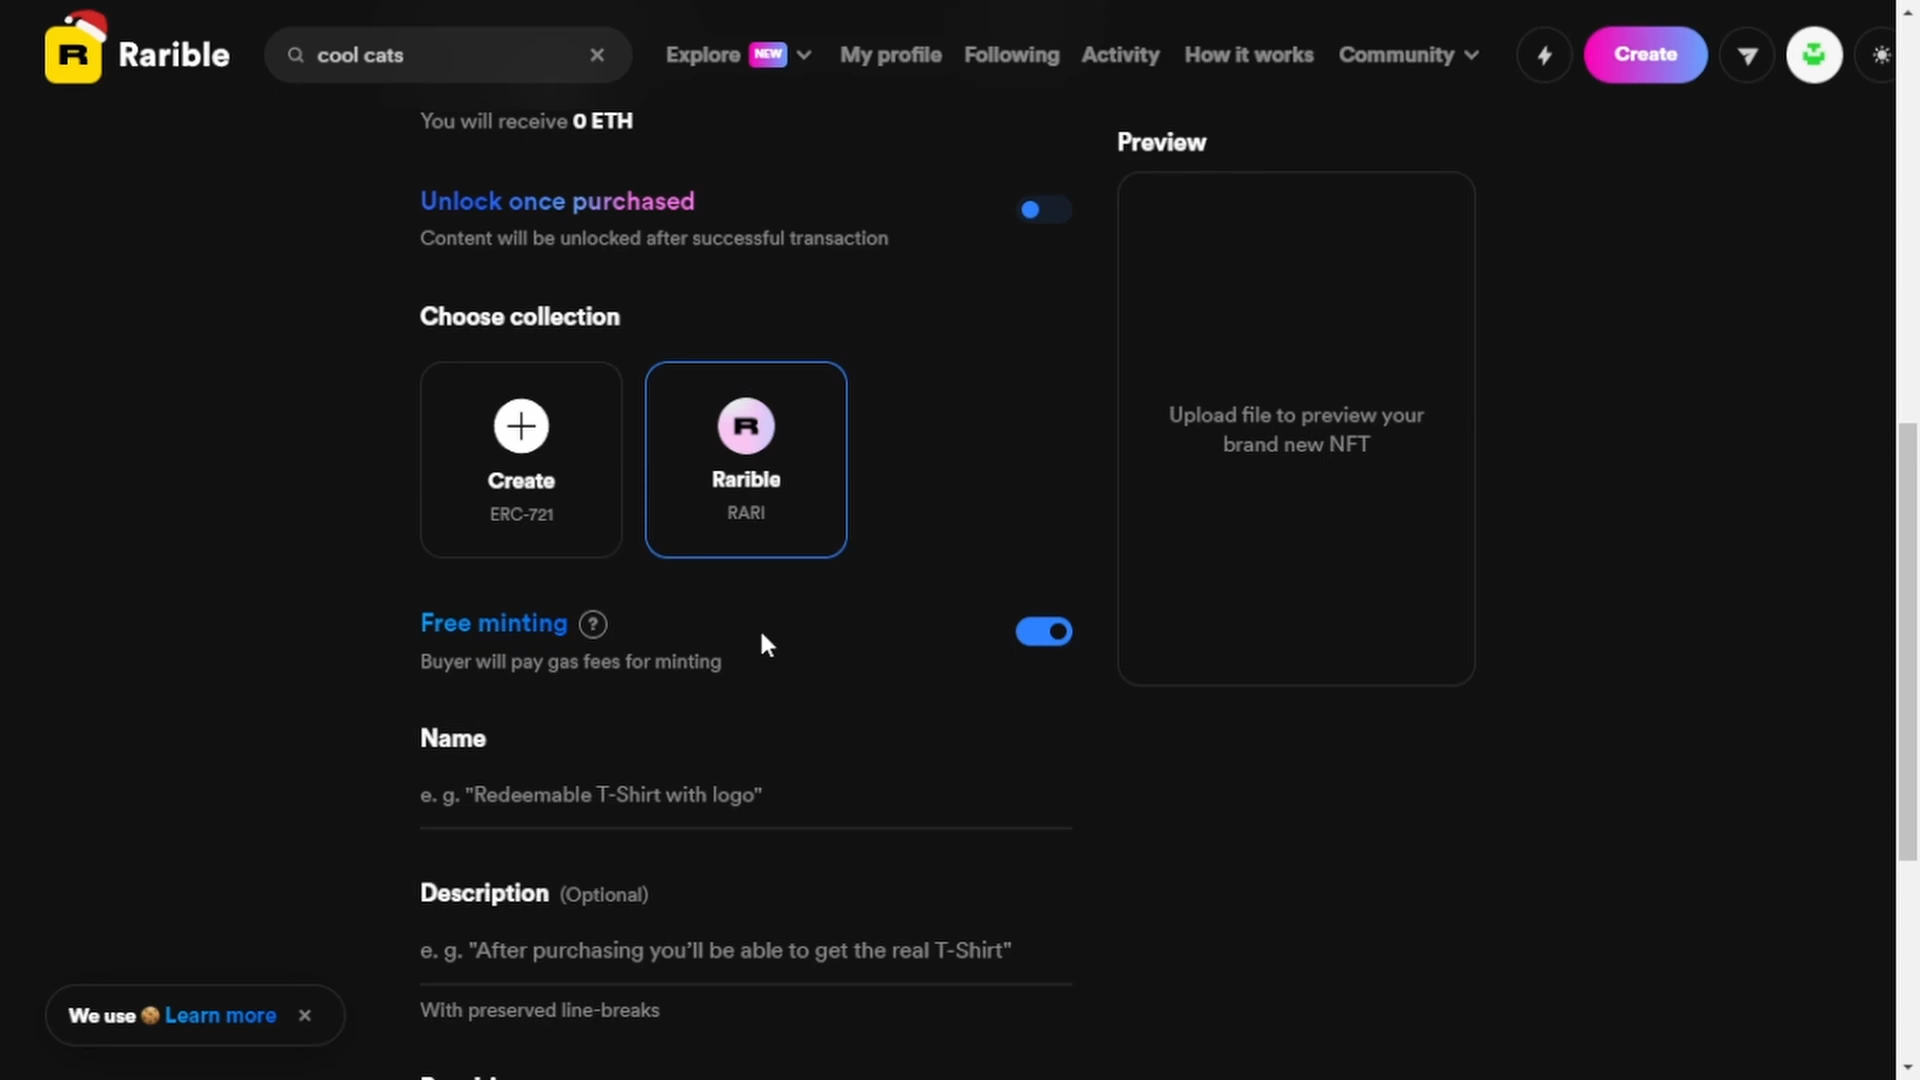 R Rarible
cool cats
Explore NEW
My profile
Following
Activity
How it works
Community
Create
You will receive 0 ETH
Preview
Unlock once purchased
Content will be unlocked after successful transaction
Choose collection
Create
ERC-721
R
Rarible
RARI
Upload file to preview your
brand new NFT
Free minting ?
Buyer will pay gas fees for minting
Name
e. g. "Redeemable T-Shirt with logo"
Description (Optional)
e. g. "After purchasing you’ll be able to get the real T-Shirt"
With preserved line-breaks
We use 🍪 Learn more